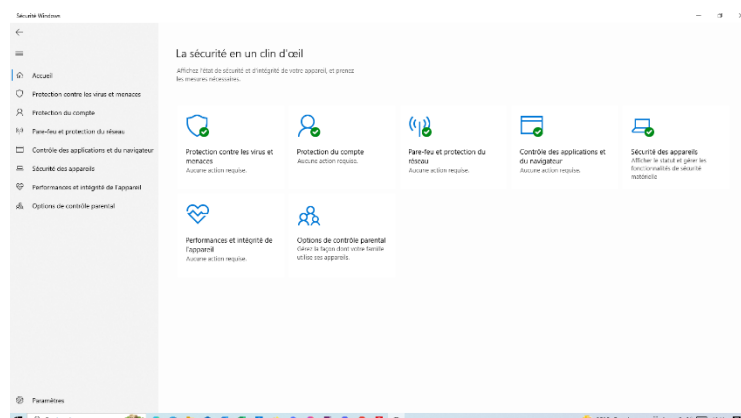 Sécurité Windows
La sécurité en un clin d'œil
Affichez l'état de sécurité et d'intégrité de votre appareil, et prenez
les mesures nécessaires.
Accueil
Protection contre les virus et menaces
Protection du compte
Pare-feu et protection du réseau
Contrôle des applications et du navigateur
Sécurité des appareils
Performances et intégrité de l'appareil
Options de contrôle parental
Protection contre les virus et
menaces
Aucune action requise.
Protection du compte
Aucune action requise.
Pare-feu et protection du
réseau
Aucune action requise.
Contrôle des applications et
du navigateur
Aucune action requise.
Sécurité des appareils
Afficher le statut et gérer les
fonctionnalités de sécurité
matérielle
Performances et intégrité de
l'appareil
Aucune action requise.
Options de contrôle parental
Gérez la façon dont votre famille
utilise ses appareils.
Paramètres